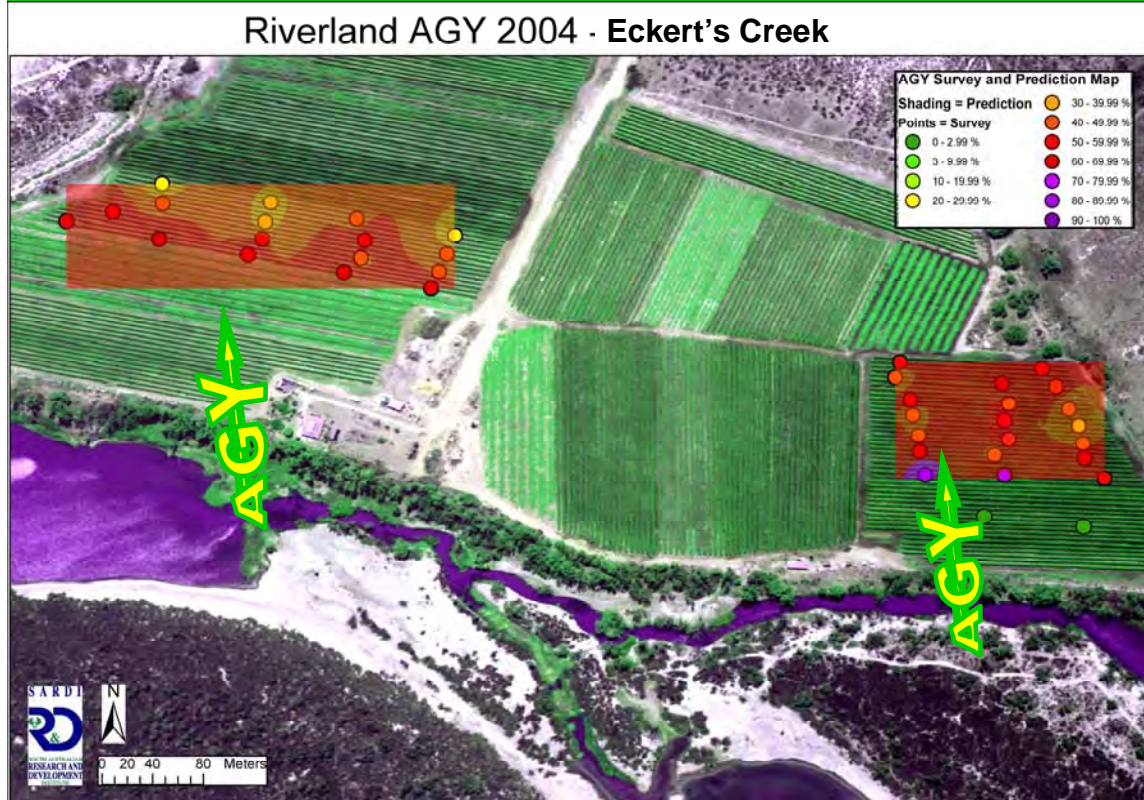 Riverland AGY 2004 - Eckert's Creek
AGY Survey and Prediction Map
Shading = Prediction
Points = Survey
0 - 2.99 %
3 - 9.99 %
10 - 19.99 %
20 - 29.99 %
30 - 39.99 %
40 - 49.99 %
50 - 59.99 %
60 - 69.99 %
70 - 79.99 %
80 - 89.99 %
90 - 100 %
AGY
AGY
SARDI
R&D
SOUTH AUSTRALIAN
RESEARCH AND
DEVELOPMENT
INSTITUTE
N
0 20 40 80 Meters